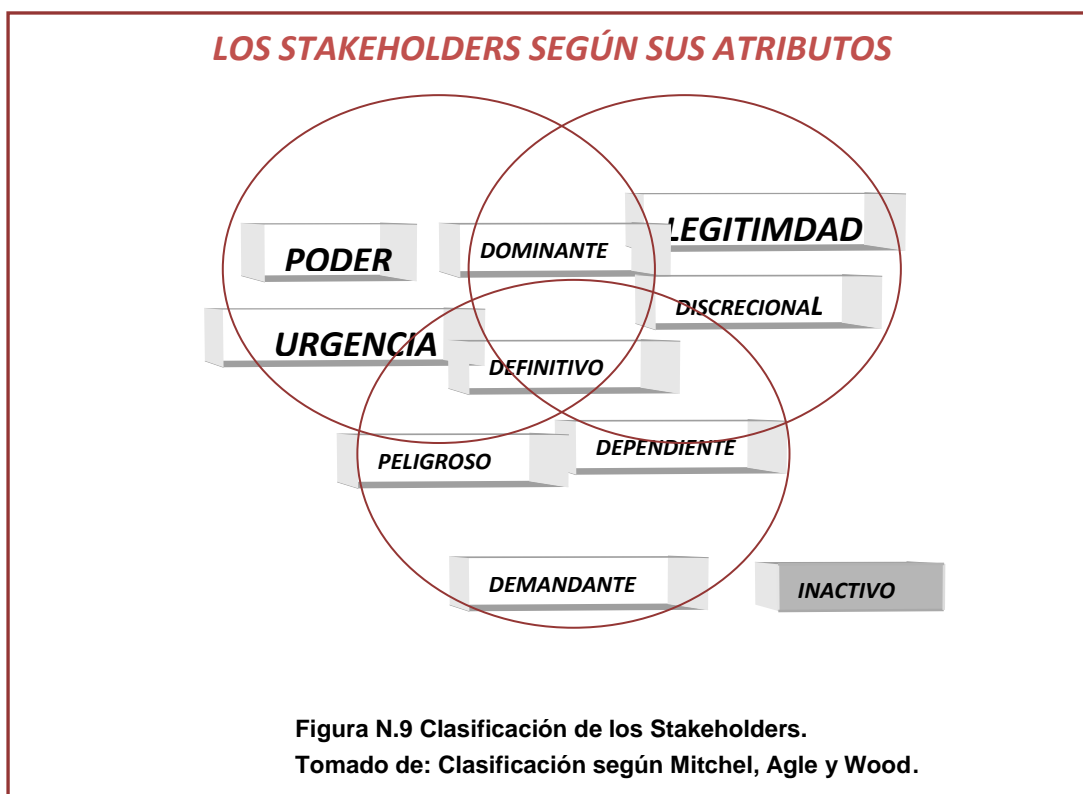 LOS STAKEHOLDERS SEGÚN SUS ATRIBUTOS
PODER
DOMINANTE
LEGITIMDAD
DISCRECIONAL
URGENCIA
DEFINITIVO
PELIGROSO
DEPENDIENTE
DEMANDANTE
INACTIVO
Figura N.9 Clasificación de los Stakeholders.
Tomado de: Clasificación según Mitchel, Agle y Wood.